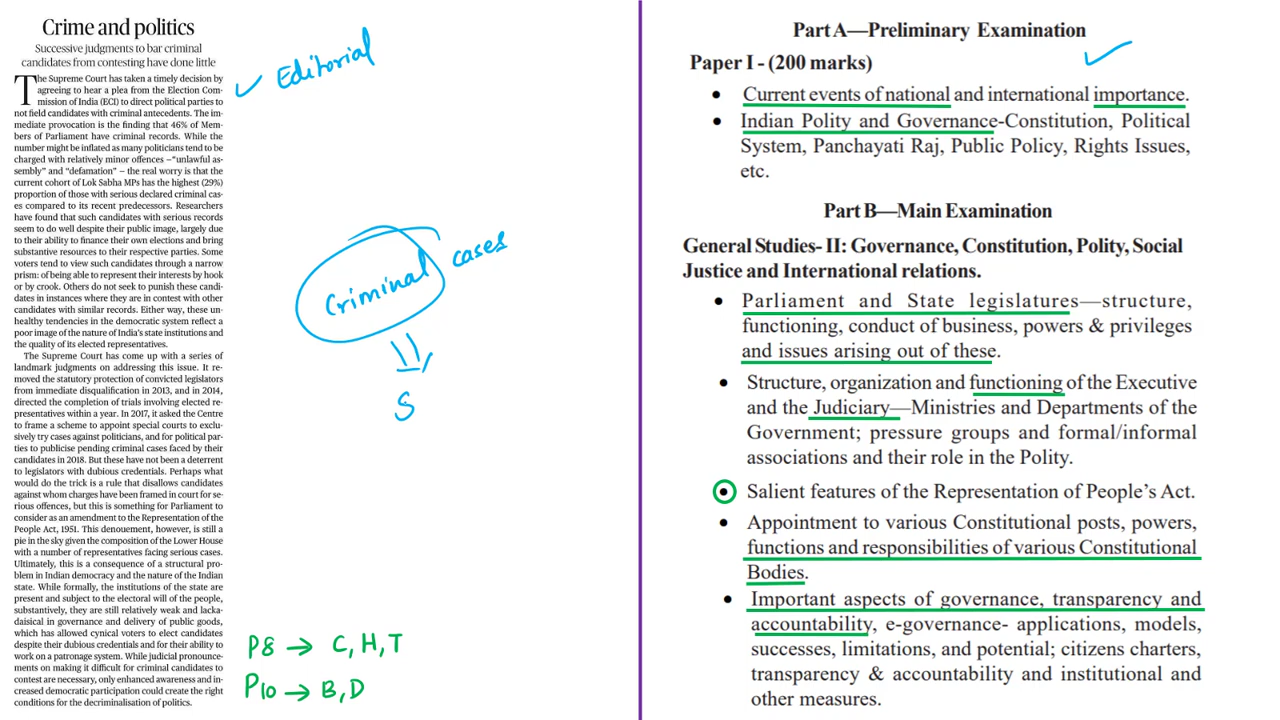 Crime and politics
Successive judgments to bar criminal
candidates from contesting have done little
The Supreme Court has taken a timely decision by
agreeing to hear a plea from the Election Com-
mission of India (ECI) to direct political parties to
not field candidates with criminal antecedents. The im-
mediate provocation is the finding that 46% of Mem-
bers of Parliament have criminal records. While the
number might be inflated as many politicians tend to be
charged with relatively minor offences —“unlawful as-
sembly” and “defamation” — the real worry is that the
current cohort of Lok Sabha MPs has the highest (29%)
proportion of those with serious declared criminal cas-
es compared to its recent predecessors. Researchers
have found that such candidates with serious records
seem to do well despite their public image, largely due
to their ability to finance their own elections and bring
substantive resources to their respective parties. Some
voters tend to view such candidates through a narrow
prism: of being able to represent their interests by hook
or by crook. Others do not seek to punish these candi-
dates in instances where they are in contest with other
candidates with similar records. Either way, these un-
healthy tendencies in the democratic system reflect a
poor image of the nature of India’s state institutions and
the quality of its elected representatives.
The Supreme Court has come up with a series of
landmark judgments on addressing this issue. It re-
moved the statutory protection of convicted legislators
from immediate disqualification in 2013, and in 2014,
directed the completion of trials involving elected re-
presentatives within a year. In 2017, it asked the Centre
to frame a scheme to appoint special courts to exclu-
sively try cases against politicians, and for political par-
ties to publicise pending criminal cases faced by their
candidates in 2018. But these have not been a deterrent
to legislators with dubious credentials. Perhaps what
would do the trick is a rule that disallows candidates
against whom charges have been framed in court for se-
rious offences, but this is something for Parliament to
consider as an amendment to the Representation of the
People Act, 1951. This denouement, however, is still a
pie in the sky given the composition of the Lower House
with a number of representatives facing serious cases.
Ultimately, this is a consequence of a structural pro-
blem in Indian democracy and the nature of the Indian
state. While formally, the institutions of the state are
present and subject to the electoral will of the people,
substantively, they are still relatively weak and lacka-
daisical in governance and delivery of public goods,
which has allowed cynical voters to elect candidates
despite their dubious credentials and for their ability to
work on a patronage system. While judicial pronounce-
ments on making it difficult for criminal candidates to
contest are necessary, only enhanced awareness and in-
creased democratic participation could create the right
conditions for the decriminalisation of politics.
Editorial
Criminal cases
S
P8 → C, H, T
P10 → B, D
Part A—Preliminary Examination
Paper I - (200 marks)
• Current events of national and international importance.
• Indian Polity and Governance-Constitution, Political
System, Panchayati Raj, Public Policy, Rights Issues,
etc.
Part B—Main Examination
General Studies- II: Governance, Constitution, Polity, Social
Justice and International relations.
• Parliament and State legislatures—structure,
functioning, conduct of business, powers & privileges
and issues arising out of these.
• Structure, organization and functioning of the Executive
and the Judiciary—Ministries and Departments of the
Government; pressure groups and formal/informal
associations and their role in the Polity.
• Salient features of the Representation of People’s Act.
• Appointment to various Constitutional posts, powers,
functions and responsibilities of various Constitutional
Bodies.
• Important aspects of governance, transparency and
accountability, e-governance- applications, models,
successes, limitations, and potential; citizens charters,
transparency & accountability and institutional and
other measures.